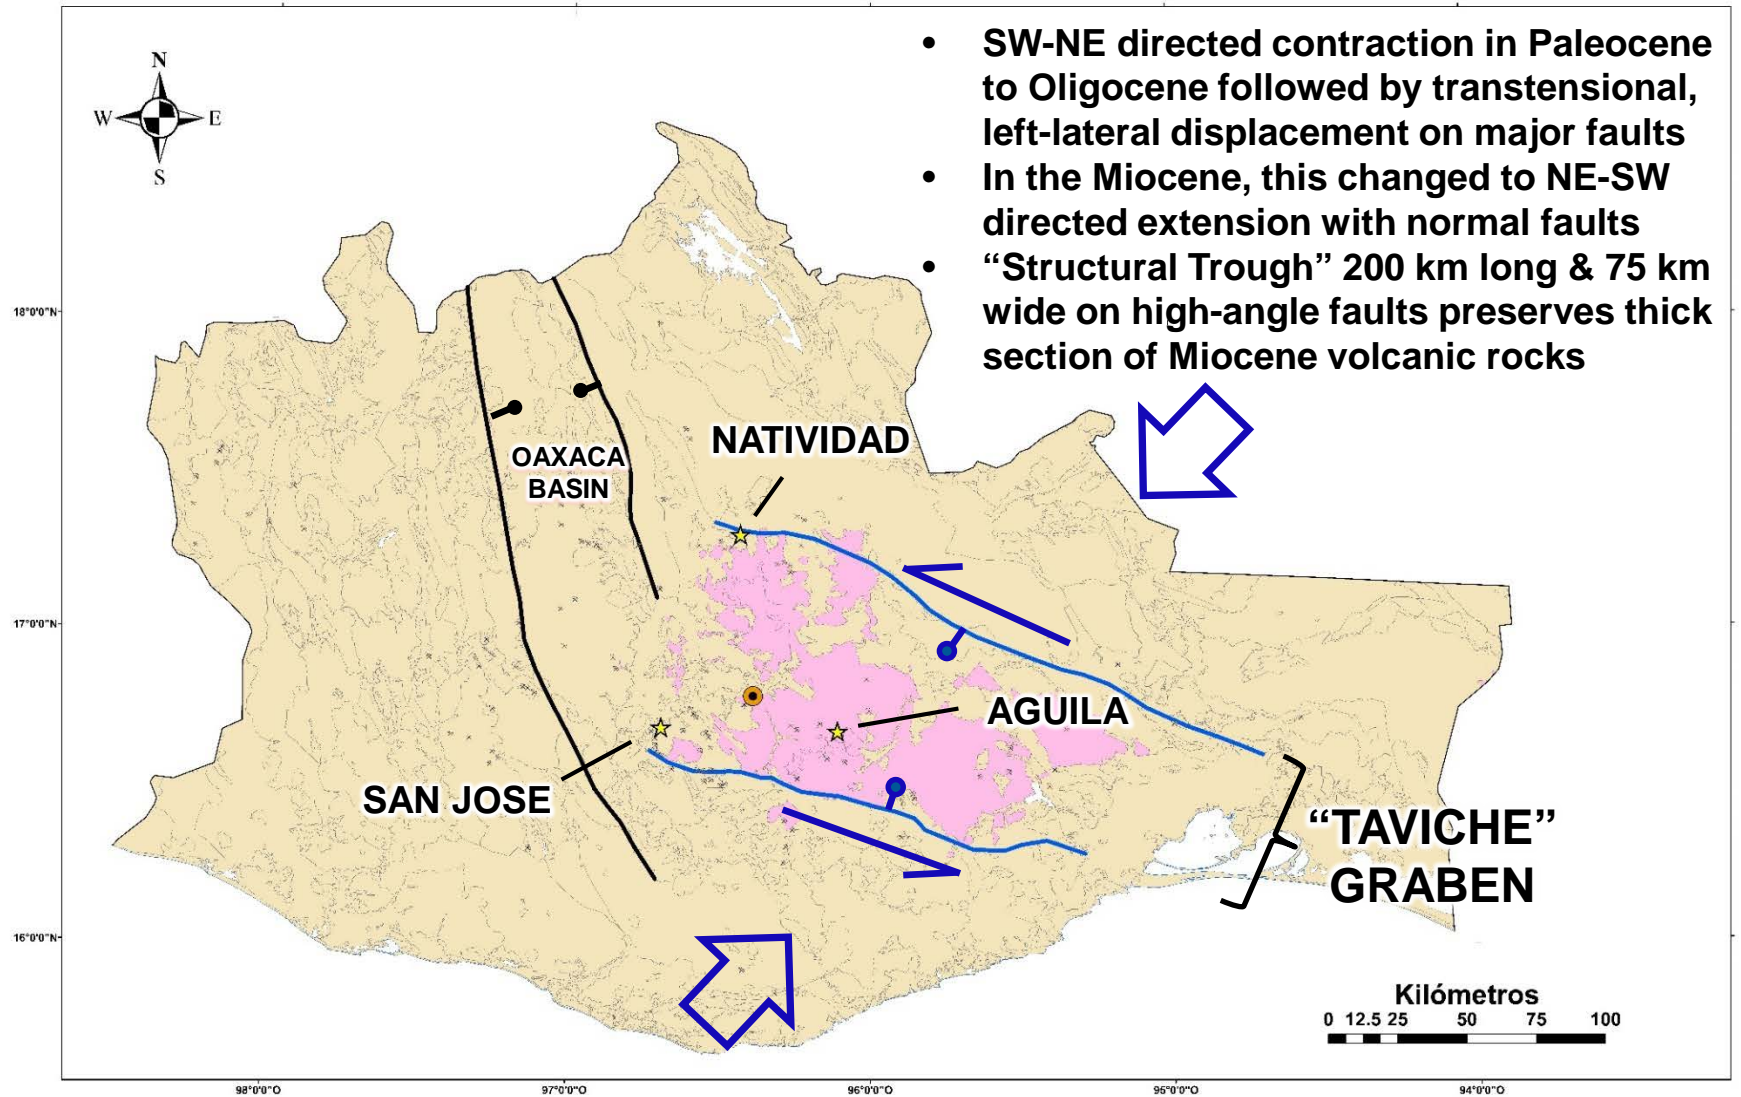 • SW-NE directed contraction in Paleocene
to Oligocene followed by transtensional,
left-lateral displacement on major faults
• In the Miocene, this changed to NE-SW
directed extension with normal faults
• “Structural Trough” 200 km long & 75 km
wide on high-angle faults preserves thick
section of Miocene volcanic rocks
N
W E
S
18°0'0"N
17°0'0"N
16°0'0"N
OAXACA
BASIN
NATIVIDAD
AGUILA
SAN JOSE
“TAVICHE”
GRABEN
Kilómetros
0 12.5 25 50 75 100
98°0'0"O 97°0'0"O 96°0'0"O 95°0'0"O 94°0'0"O